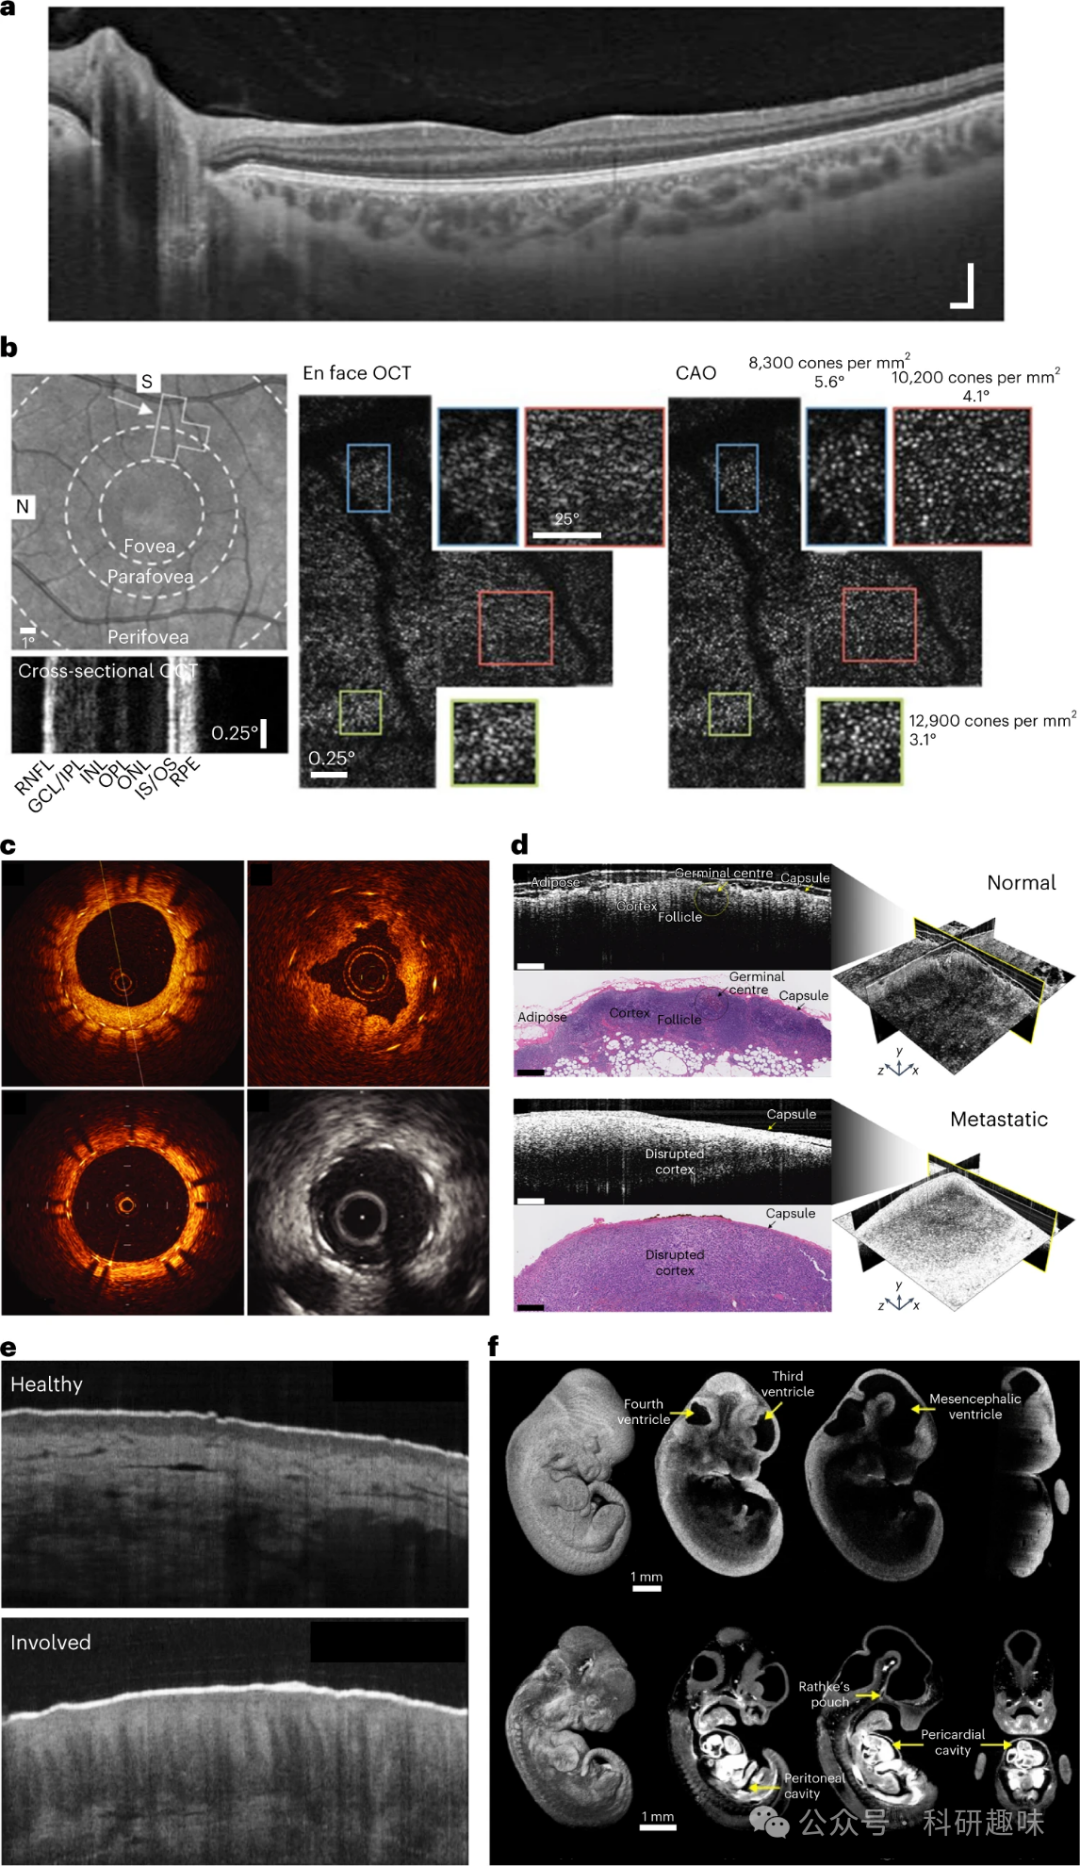 a
b
S
N
Fovea
Parafovea
Perifovea
1°
Cross-sectional OCT
0.25°
RNFL
GCL/IPL
INL
OPL
ONL
IS/OS
RPE
En face OCT
25°
0.25°
CAO
8,300 cones per mm²
5.6°
10,200 cones per mm²
4.1°
12,900 cones per mm²
3.1°
c
d
Adipose
Germinal centre
Capsule
Cortex
Follicle
Normal
Germinal
centre
Capsule
Adipose
Cortex
Follicle
y
z
x
Capsule
Disrupted
cortex
Metastatic
Capsule
Disrupted
cortex
y
z
x
e
Healthy
Involved
f
Fourth
ventricle
Third
ventricle
Mesencephalic
ventricle
1 mm
Rathke's
pouch
Pericardial
cavity
Peritoneal
cavity
1 mm
公众号 · 科研趣味